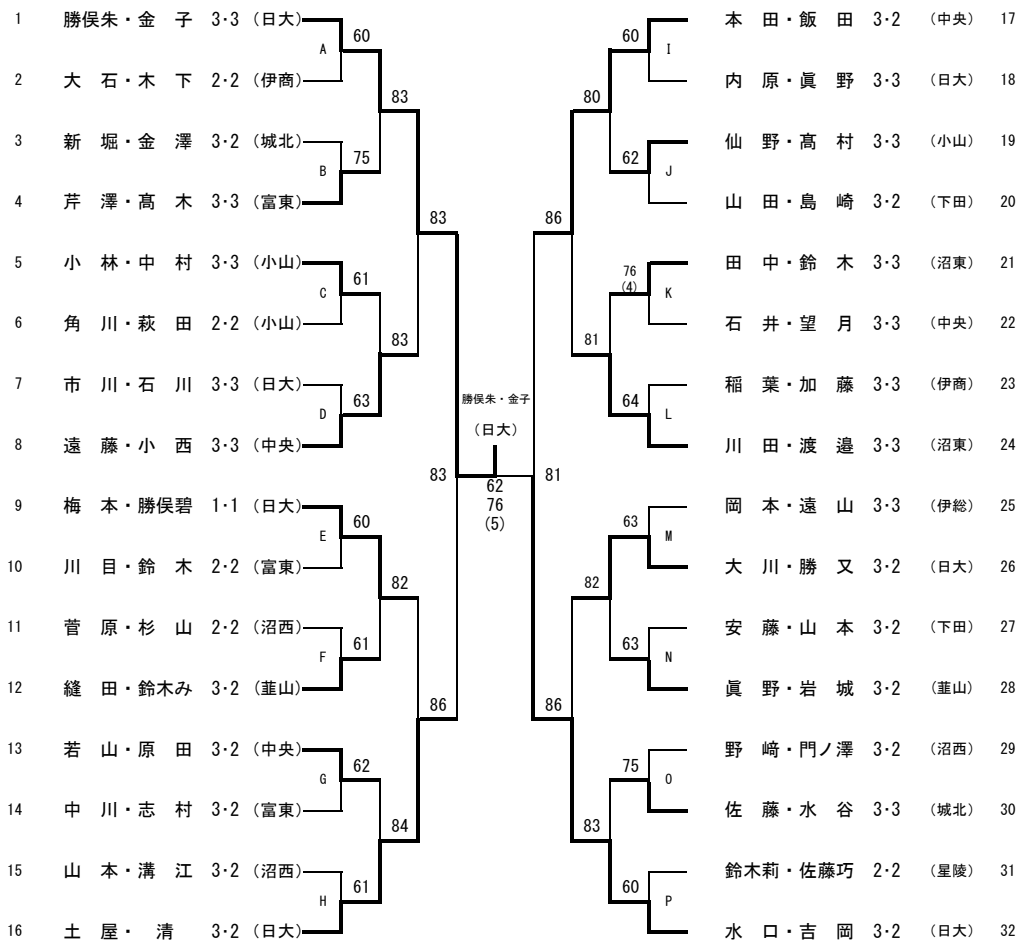 1 勝俣朱・金 子 3・3 (日大)
A 60
2 大 石・木 下 2・2 (伊商)
83
3 新 堀・金 澤 3・2 (城北)
B 75
4 芹 澤・髙 木 3・3 (富東)
83
5 小 林・中 村 3・3 (小山)
C 61
6 角 川・萩 田 2・2 (小山)
83
7 市 川・石 川 3・3 (日大)
D 63
8 遠 藤・小 西 3・3 (中央)
83
9 梅 本・勝俣碧 1・1 (日大)
E 60
10 川 目・鈴 木 2・2 (富東)
82
11 菅 原・杉 山 2・2 (沼西)
F 61
12 縫 田・鈴木み 3・2 (韮山)
86
13 若 山・原 田 3・2 (中央)
G 62
14 中 川・志 村 3・2 (富東)
84
15 山 本・溝 江 3・2 (沼西)
H 61
16 土 屋・ 清 3・2 (日大)
勝俣朱・金子
(日大)
62
76
(5)
本 田・飯 田 3・2 (中央) 17
60 I
内 原・眞 野 3・3 (日大) 18
80
仙 野・髙 村 3・3 (小山) 19
62 J
山 田・島 崎 3・2 (下田) 20
86
田 中・鈴 木 3・3 (沼東) 21
76
(4) K
石 井・望 月 3・3 (中央) 22
81
稲 葉・加 藤 3・3 (伊商) 23
64 L
川 田・渡 邉 3・3 (沼東) 24
81
岡 本・遠 山 3・3 (伊総) 25
63 M
大 川・勝 又 3・2 (日大) 26
82
安 藤・山 本 3・2 (下田) 27
63 N
眞 野・岩 城 3・2 (韮山) 28
86
野 﨑・門ノ澤 3・2 (沼西) 29
75 O
佐 藤・水 谷 3・3 (城北) 30
83
鈴木莉・佐藤巧 2・2 (星陵) 31
60 P
水 口・吉 岡 3・2 (日大) 32